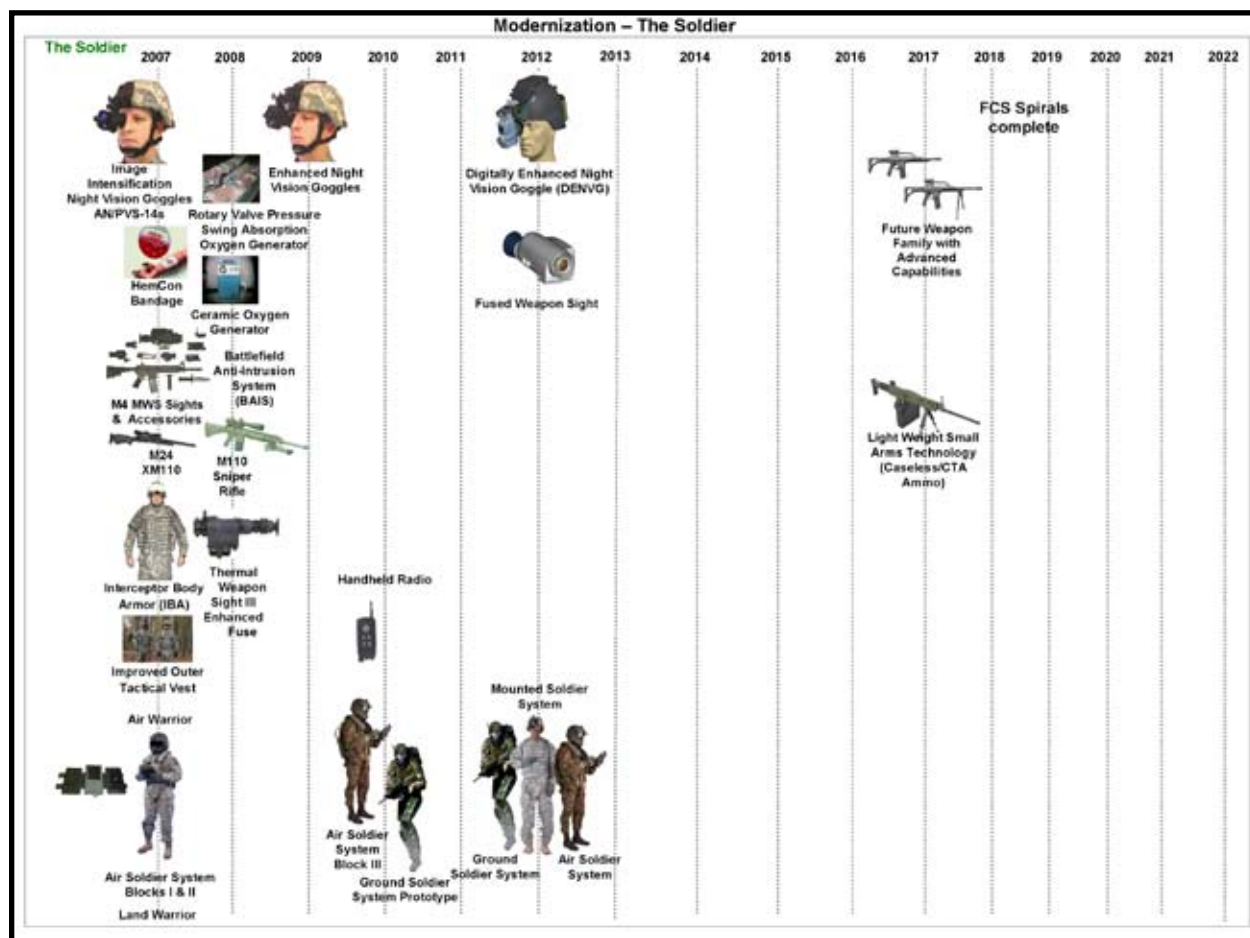 Modernization – The Soldier
The Soldier
2007 2008 2009 2010 2011 2012 2013 2014 2015 2016 2017 2018 2019 2020 2021 2022
FCS Spirals
complete
Image
Intensification
Night Vision Goggles
AN/PVS-14s
Enhanced Night
Vision Goggles
Digitally Enhanced Night
Vision Goggle (DENVG)
Rotary Valve Pressure
Swing Absorption
Oxygen Generator
Future Weapon
Family with
Advanced
Capabilities
HemCon
Bandage
Ceramic Oxygen
Generator
Fused Weapon Sight
Battlefield
Anti-Intrusion
System
(BAIS)
M4 MWS Sights
& Accessories
M24
XM110
M110
Sniper
Rifle
Light Weight Small
Arms Technology
(Caseless/CTA
Ammo)
Interceptor Body
Armor (IBA)
Thermal
Weapon
Sight III
Enhanced
Fuse
Handheld Radio
Improved Outer
Tactical Vest
Air Warrior
Mounted Soldier
System
Air Soldier
System
Block III
Ground Soldier
System Prototype
Ground
Soldier System
Air Soldier
System
Air Soldier System
Blocks I & II
Land Warrior